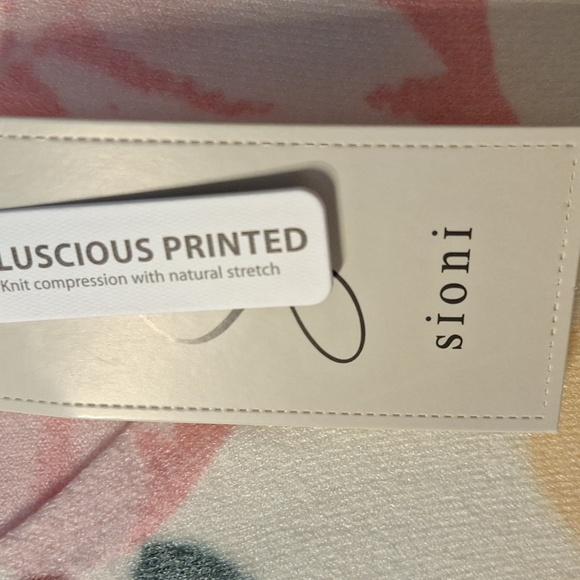 LUSCIOUS PRINTED
Knit compression with natural stretch
sioni